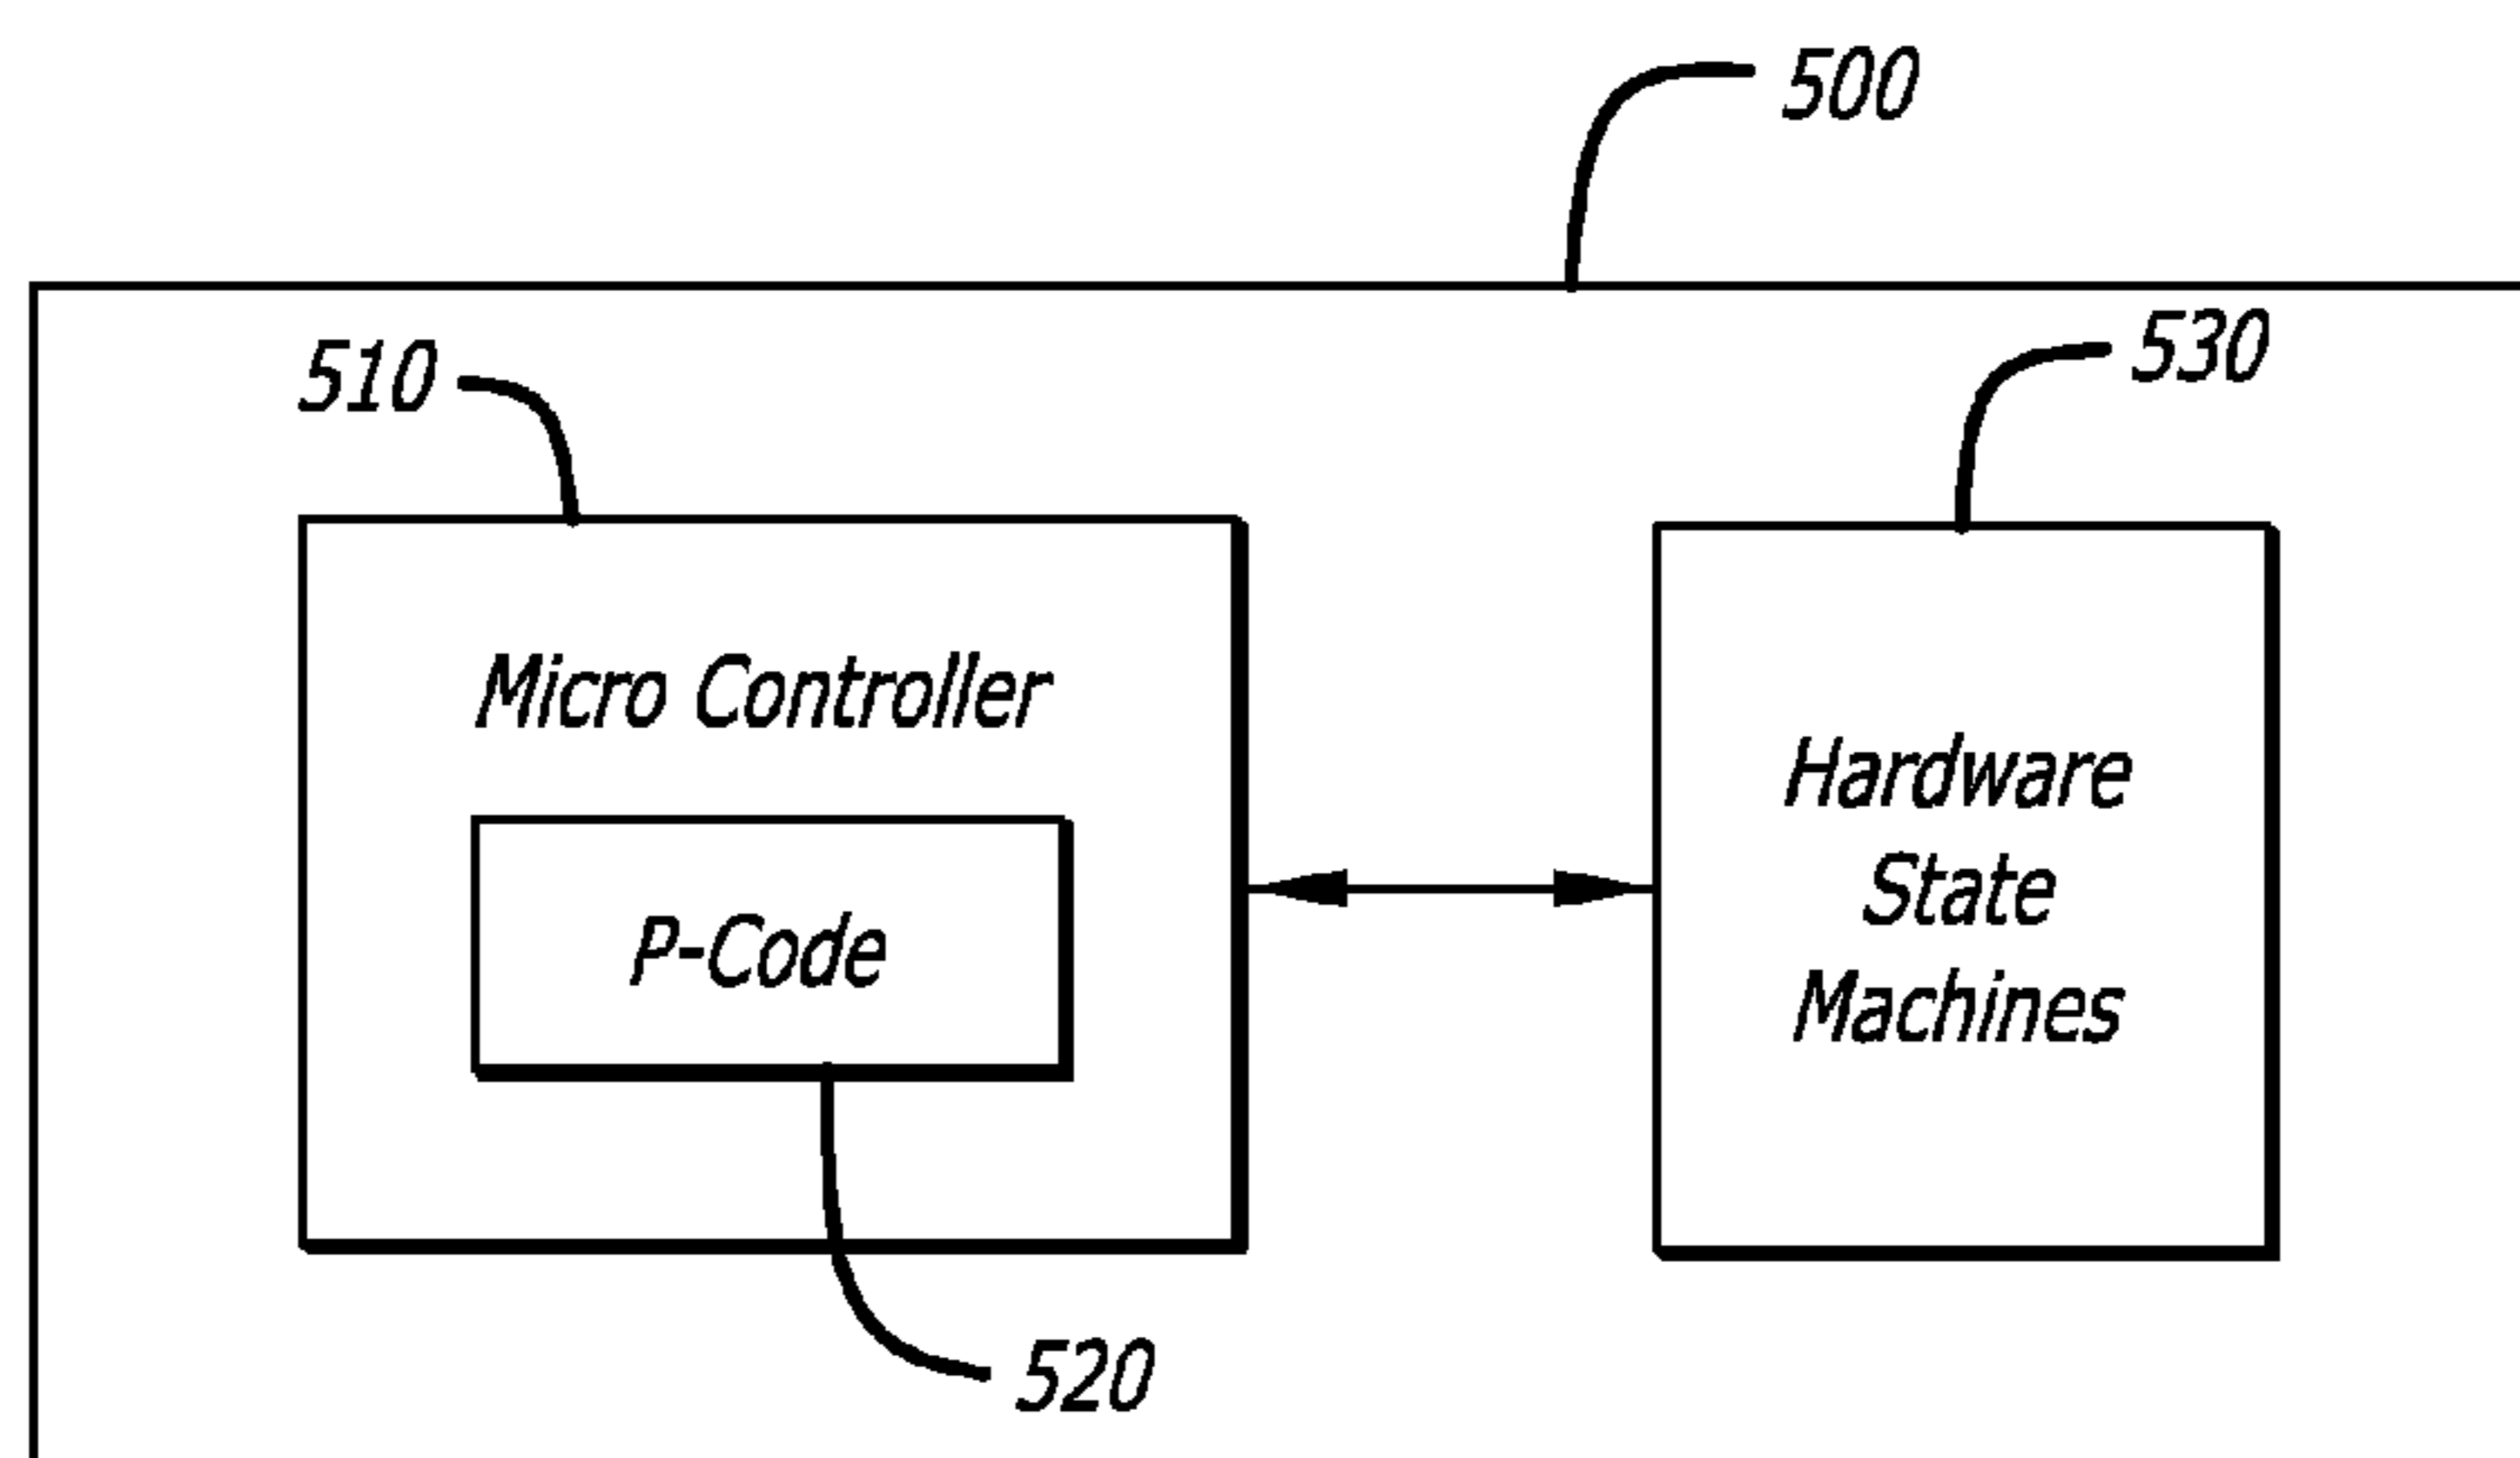 500
510
530
Micro Controller
Hardware
State
Machines
P-Code
520